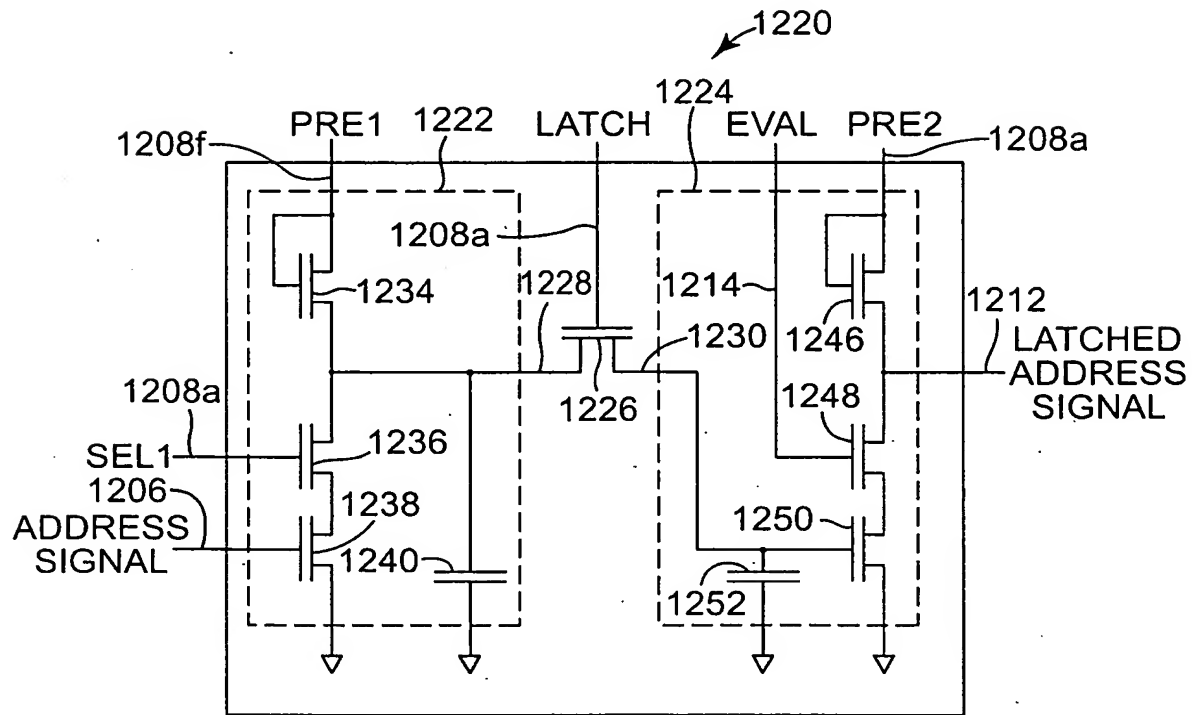 1220
1224
PRE1
1222
LATCH
EVAL
PRE2
1208f
1208a
1208a
1234
1228
1214
1246
1212
1230
LATCHED
ADDRESS
SIGNAL
1226
1208a
1248
SEL1
1236
1206
ADDRESS
SIGNAL
1238
1250
1240
1252